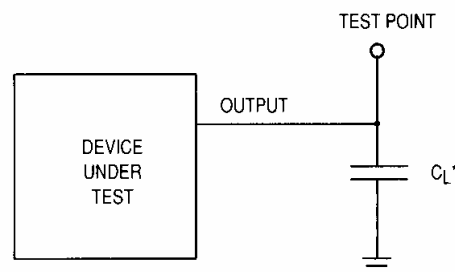 TEST POINT
OUTPUT
DEVICE
UNDER
TEST
CL*